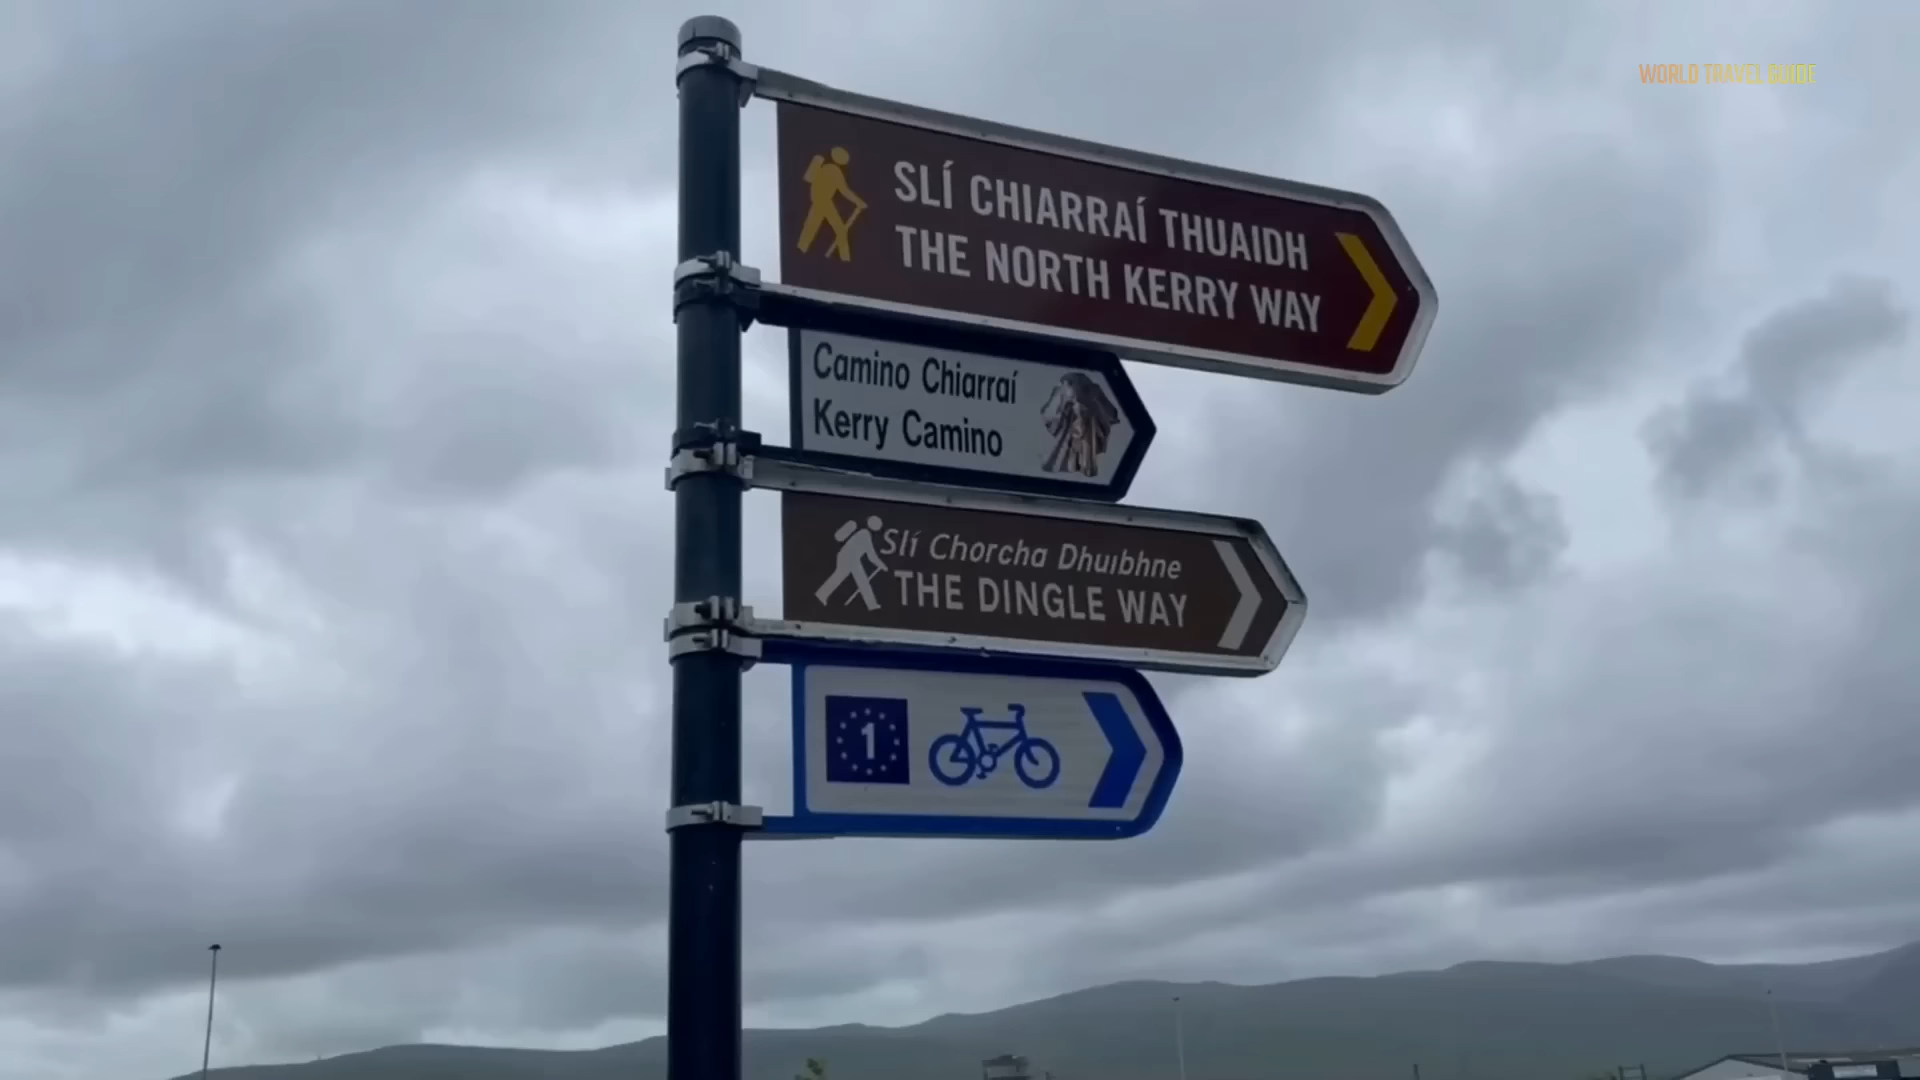 WORLD TRAVEL GUIDE
SLÍ CHIARRAÍ THUAIDH
THE NORTH KERRY WAY
Camino Chiarraí
Kerry Camino
Slí Chorcha Dhuıbhne
THE DINGLE WAY
1